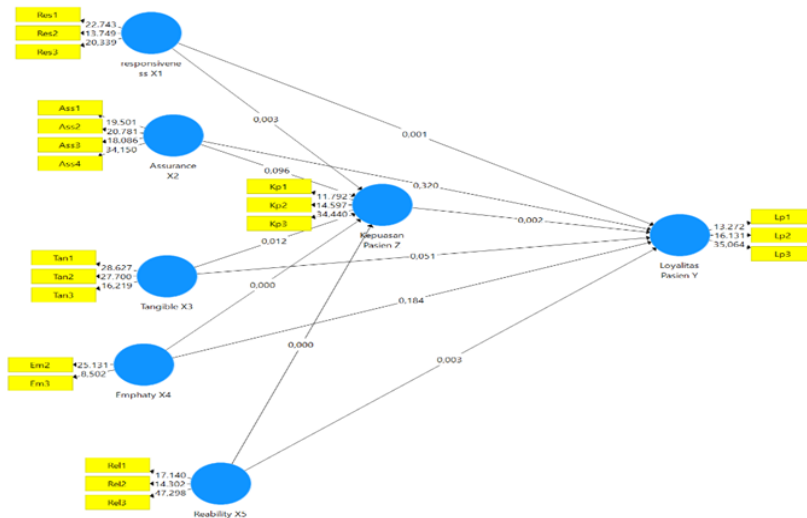 Res1
22.743
Res2
13.749
Res3
20.339
responsivene
ss X1
0,003
0,001
Ass1
19.501
Ass2
20.781
Ass3
18.086
Ass4
34,150
Assurance
X2
0,096
0,320
Kp1
11.792
Kp2
14.597
Kp3
34,440
Kepuasan
Pasien Z
0,002
0,012
0,051
Lp1
13.272
Lp2
16.131
Lp3
35,064
Loyalitas
Pasien Y
Tan1
28.627
Tan2
27.700
Tan3
16,219
Tangible X3
0,000
0,184
0,000
0,003
Em2
25.131
Em3
8,502
Emphaty X4
Rel1
17.140
Rel2
14.302
Rel3
47,298
Reability X5